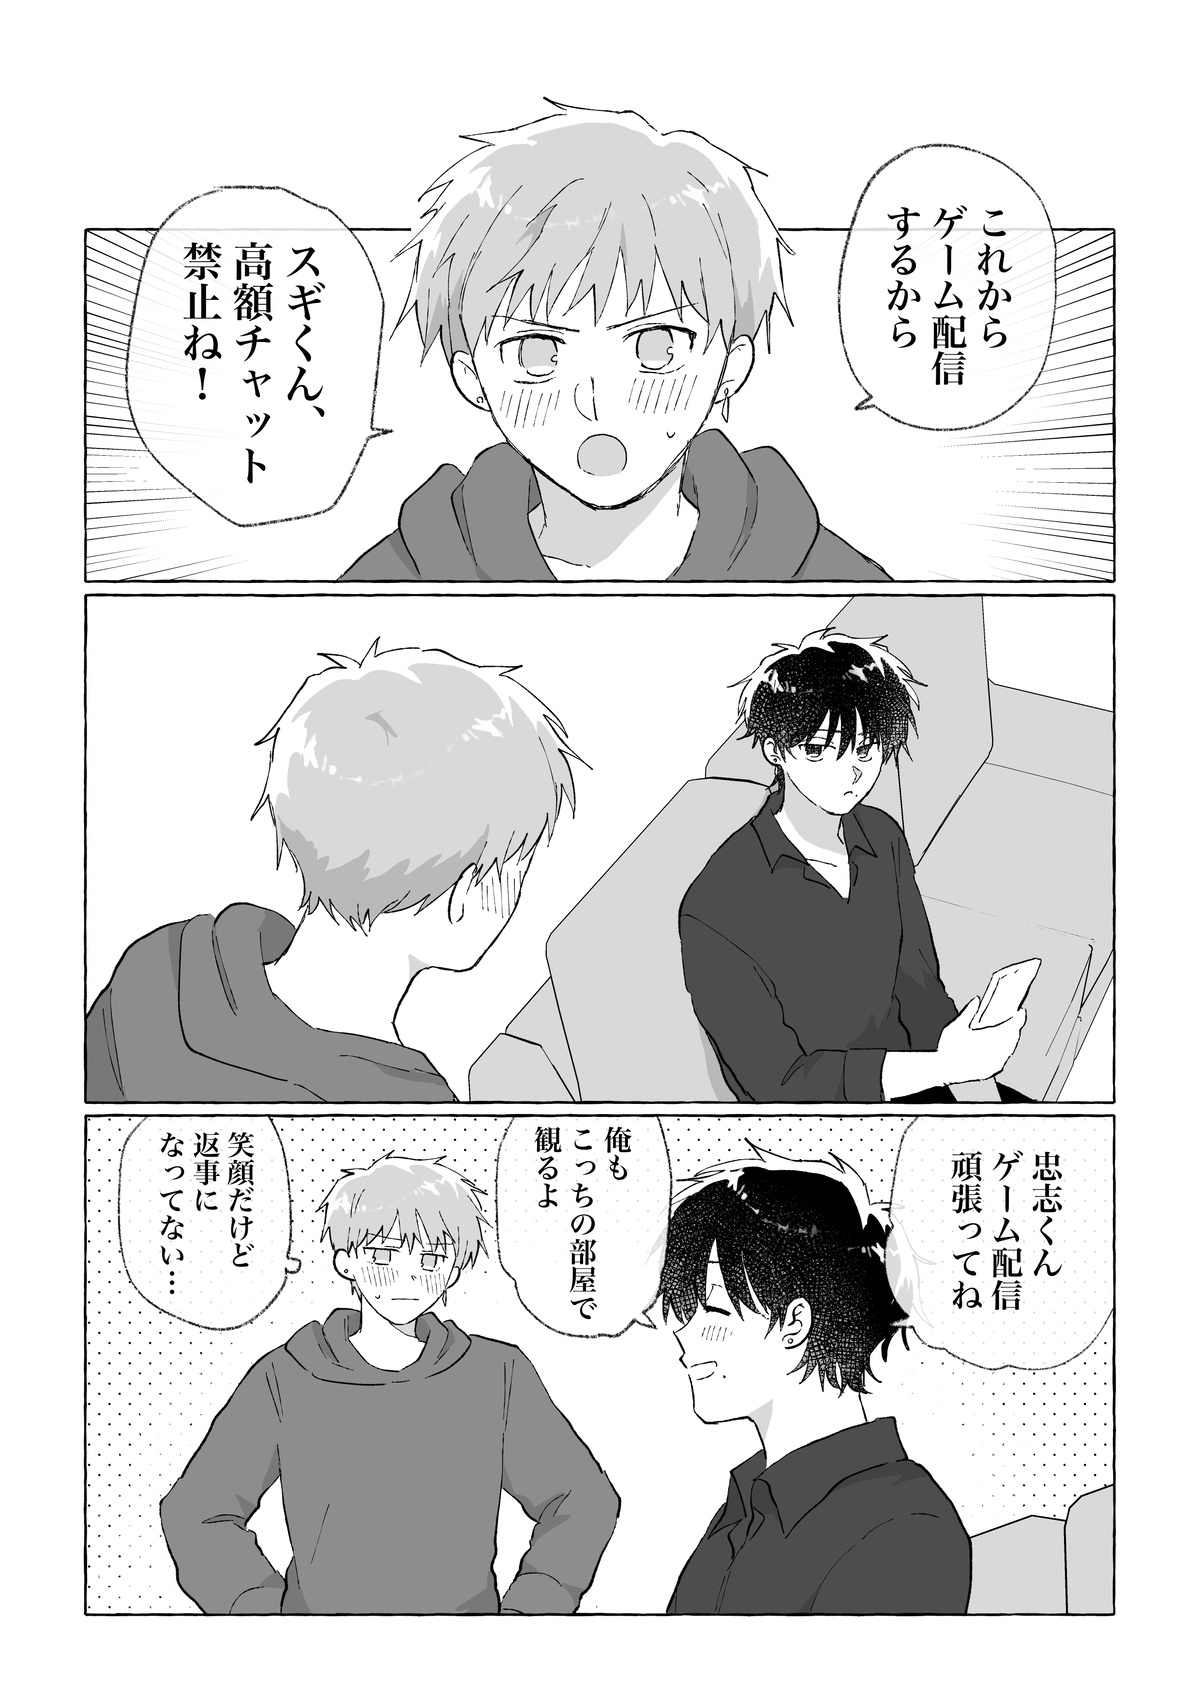 これから
ゲーム配信
するから
スギくん、
高額チャット
禁止ね!
忠志くん
ゲーム配信
頑張ってね
俺も
こっちの部屋で
観るよ
笑顔だけど
返事に
なってない…